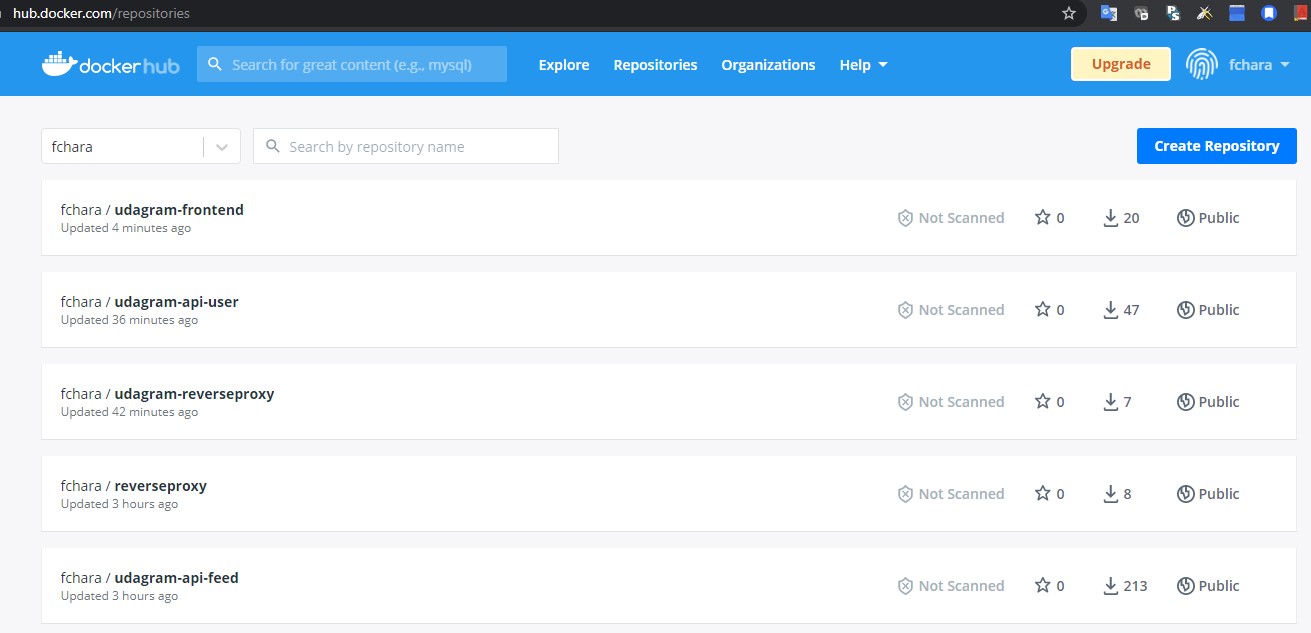 hub.docker.com/repositories
dockerhub Search for great content (e.g., mysql) Explore Repositories Organizations Help Upgrade fchara
fchara Search by repository name Create Repository
fchara / udagram-frontend Not Scanned 0 20 Public
Updated 4 minutes ago
fchara / udagram-api-user Not Scanned 0 47 Public
Updated 36 minutes ago
fchara / udagram-reverseproxy Not Scanned 0 7 Public
Updated 42 minutes ago
fchara / reverseproxy Not Scanned 0 8 Public
Updated 3 hours ago
fchara / udagram-api-feed Not Scanned 0 213 Public
Updated 3 hours ago